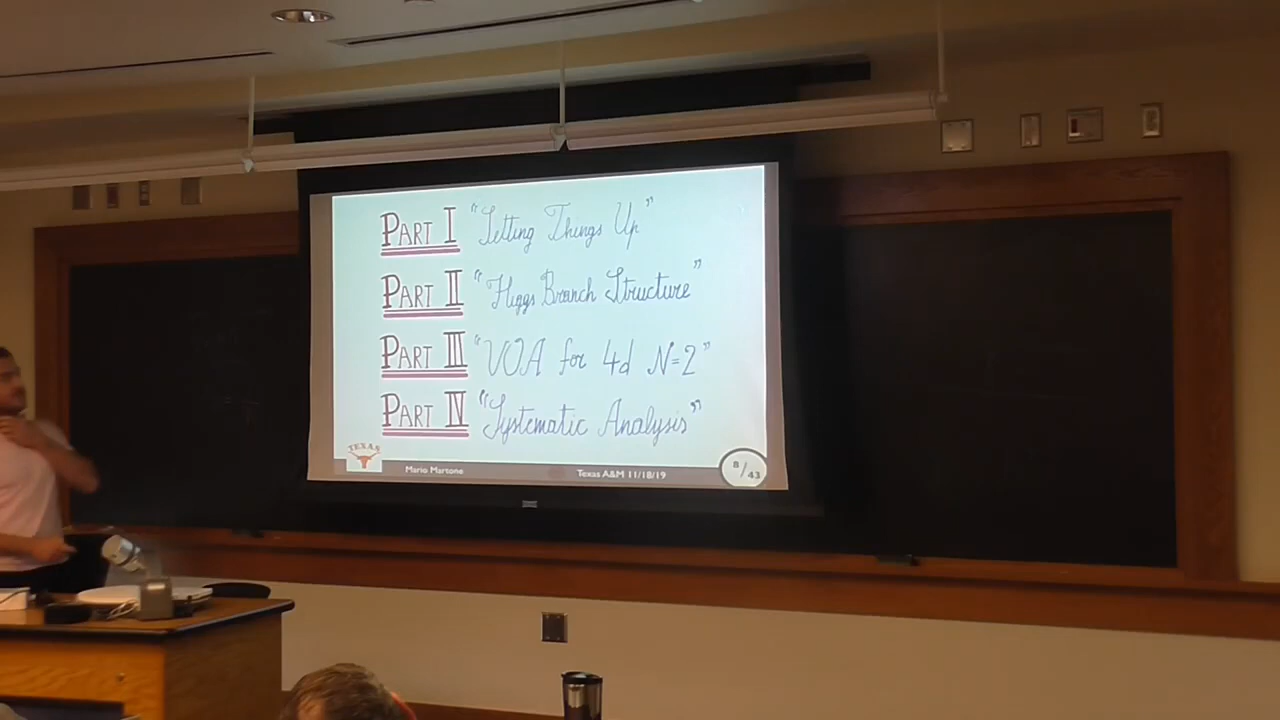 PART I "Setting Things Up"
PART II "Higgs Branch Structure"
PART III "VOA for 4d N=2"
PART IV "Systematic Analysis"
TEXAS
Mario Martone
Texas A&M 11/18/19
8/43